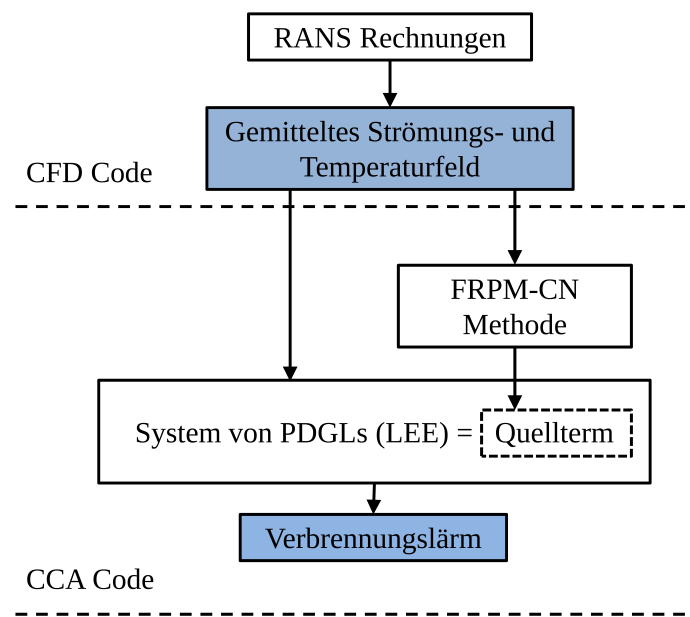 RANS Rechnungen
Gemitteltes Strömungs- und
Temperaturfeld
CFD Code
FRPM-CN
Methode
System von PDGLs (LEE) = Quellterm
Verbrennungslärm
CCA Code